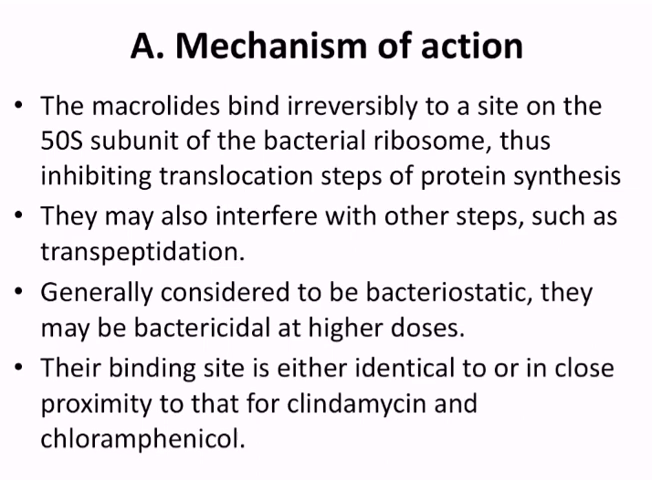 A. Mechanism of action
• The macrolides bind irreversibly to a site on the
50S subunit of the bacterial ribosome, thus
inhibiting translocation steps of protein synthesis
• They may also interfere with other steps, such as
transpeptidation.
• Generally considered to be bacteriostatic, they
may be bactericidal at higher doses.
• Their binding site is either identical to or in close
proximity to that for clindamycin and
chloramphenicol.